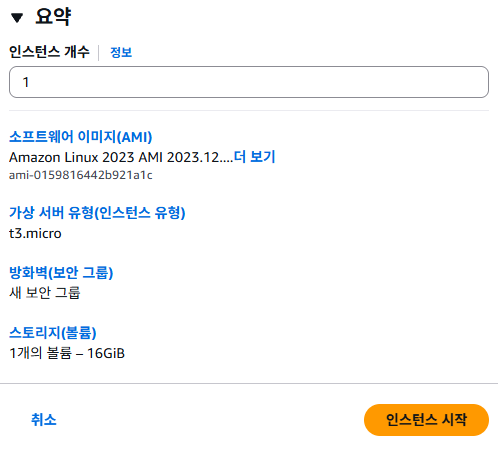 ▼ 요약
인스턴스 개수 | 정보
1
소프트웨어 이미지(AMI)
Amazon Linux 2023 AMI 2023.12....더 보기
ami-0159816442b921a1c
가상 서버 유형(인스턴스 유형)
t3.micro
방화벽(보안 그룹)
새 보안 그룹
스토리지(볼륨)
1개의 볼륨 – 16GiB
취소
인스턴스 시작